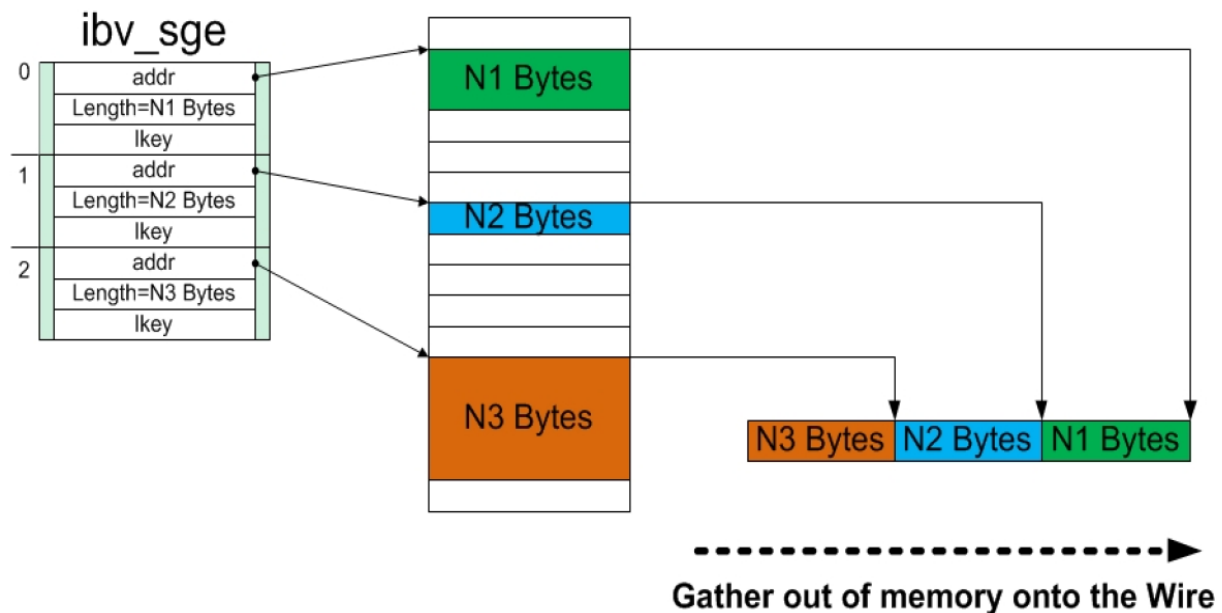 ibv_sge
0
addr
Length=N1 Bytes
lkey
1
addr
Length=N2 Bytes
lkey
2
addr
Length=N3 Bytes
lkey
N1 Bytes
N2 Bytes
N3 Bytes
N3 Bytes N2 Bytes N1 Bytes
Gather out of memory onto the Wire